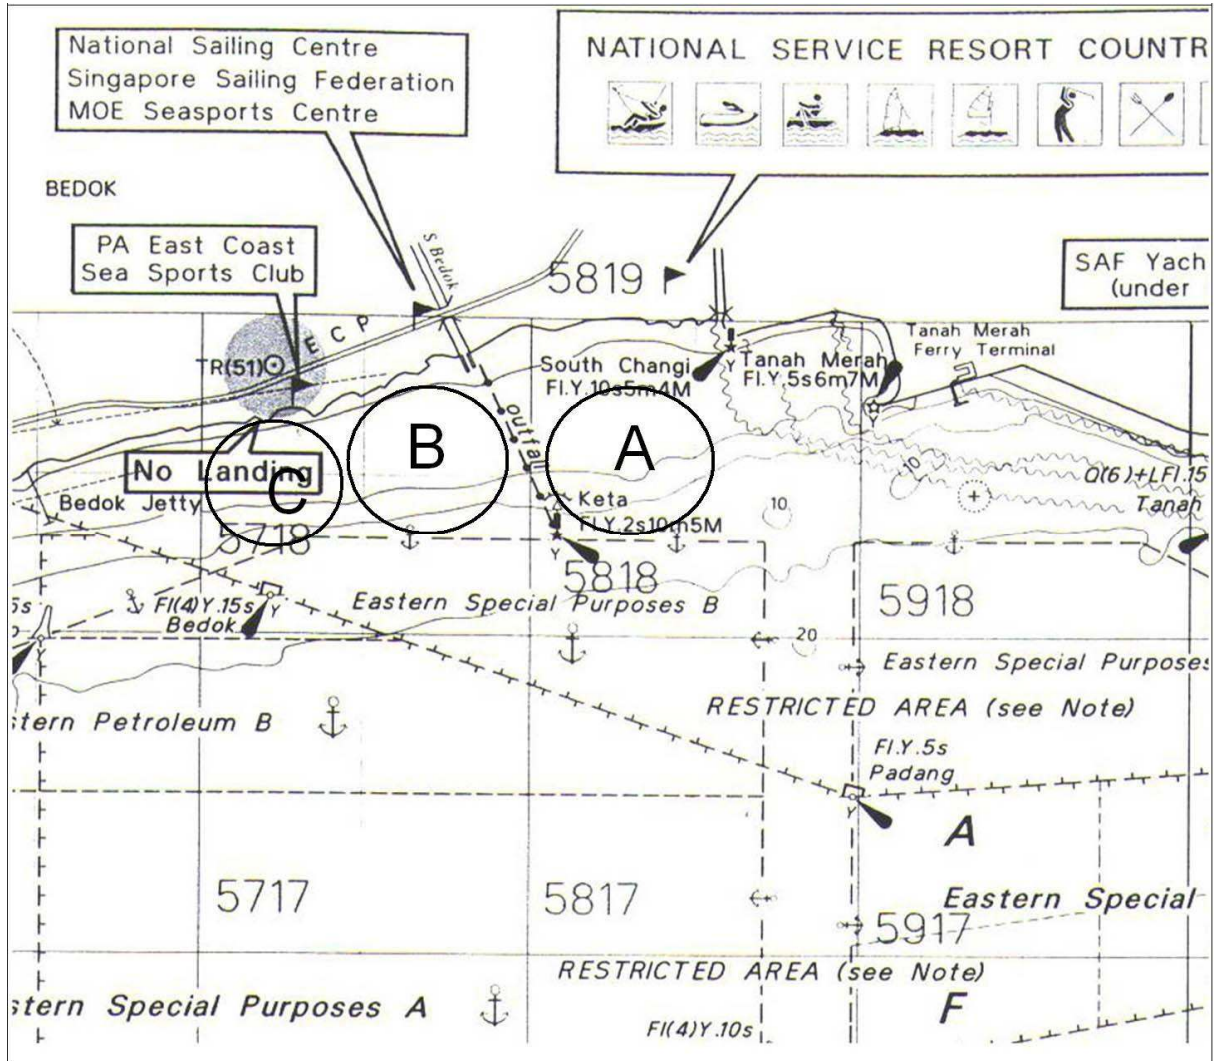 National Sailing Centre
Singapore Sailing Federation
MOE Seasports Centre
NATIONAL SERVICE RESORT COUNTR
BEDOK
PA East Coast
Sea Sports Club
S Bedok
5819
SAF Yach
(under
E C P
TR(51)
South Changi
Fl.Y.10s5m4M
Y
Tanah Merah
Fl.Y.5s6m7M
Y
Tanah Merah
Ferry Terminal
Outfall
B
A
No Landing
C
Bedok Jetty
5718
Keta
Fl.Y.2s10m5M
Y
10
10
Q(6)+LFl.15
Tanah
5818
5918
Fl(4)Y.15s
Bedok
Y
5s
Y
Eastern Special Purposes B
20
Eastern Special Purposes
stern Petroleum B
RESTRICTED AREA (see Note)
Fl.Y.5s
Padang
Y
A
5717
5817
5917
Eastern Special
RESTRICTED AREA (see Note)
stern Special Purposes A
F
Fl(4)Y.10s